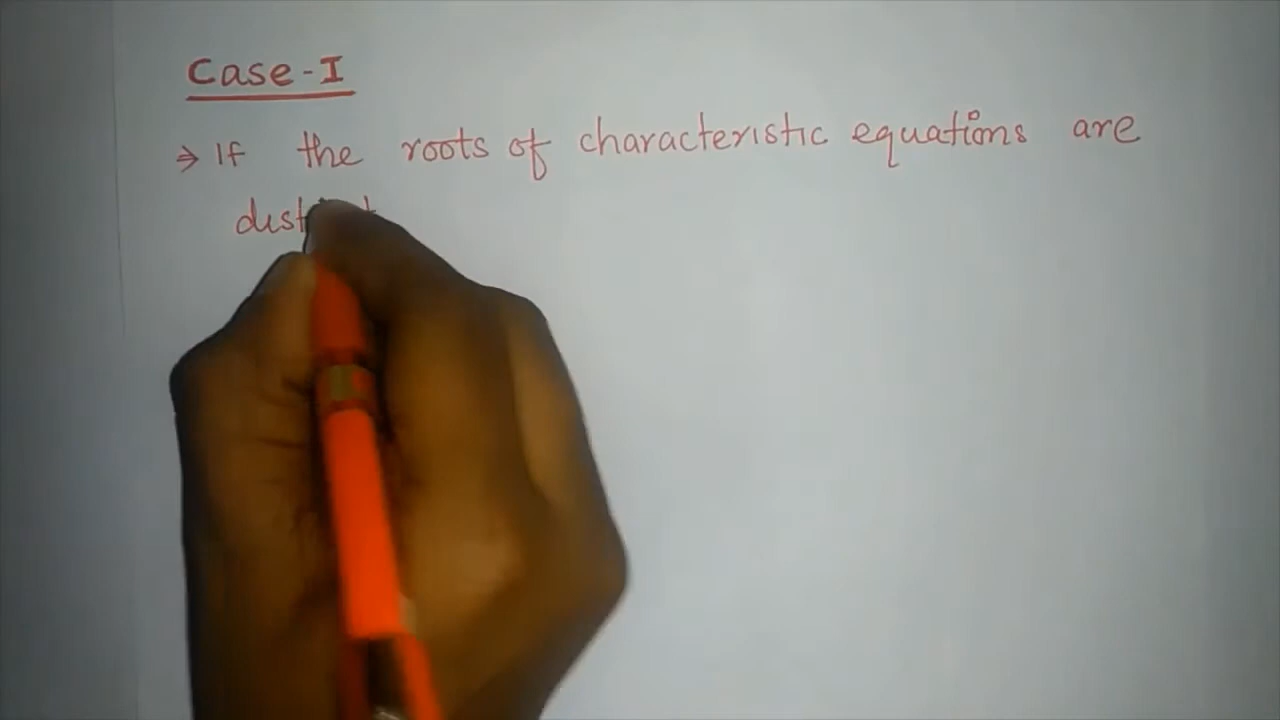 Case-I
⇒ If the roots of characteristic equations are